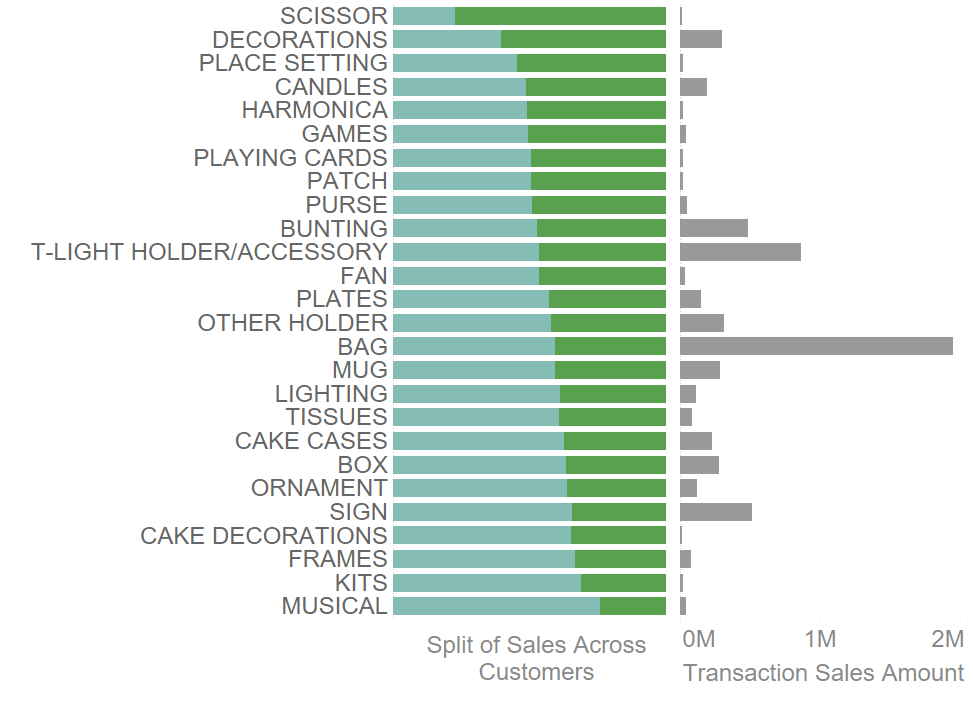 SCISSOR
DECORATIONS
PLACE SETTING
CANDLES
HARMONICA
GAMES
PLAYING CARDS
PATCH
PURSE
BUNTING
T-LIGHT HOLDER/ACCESSORY
FAN
PLATES
OTHER HOLDER
BAG
MUG
LIGHTING
TISSUES
CAKE CASES
BOX
ORNAMENT
SIGN
CAKE DECORATIONS
FRAMES
KITS
MUSICAL
0M 1M 2M
Split of Sales Across
Customers
Transaction Sales Amount